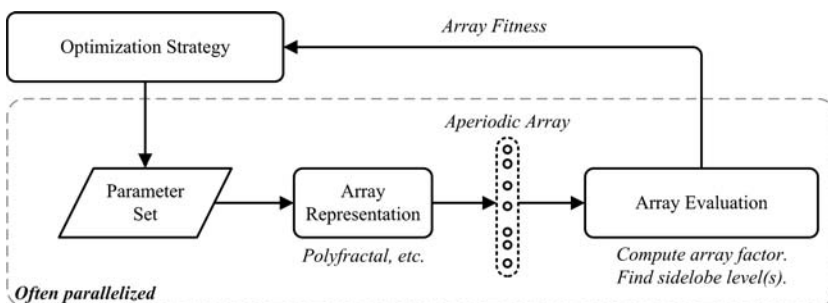 Optimization Strategy
Array Fitness
Aperiodic Array
Parameter
Set
Array
Representation
Polyfractal, etc.
Array Evaluation
Compute array factor.
Find sidelobe level(s).
Often parallelized